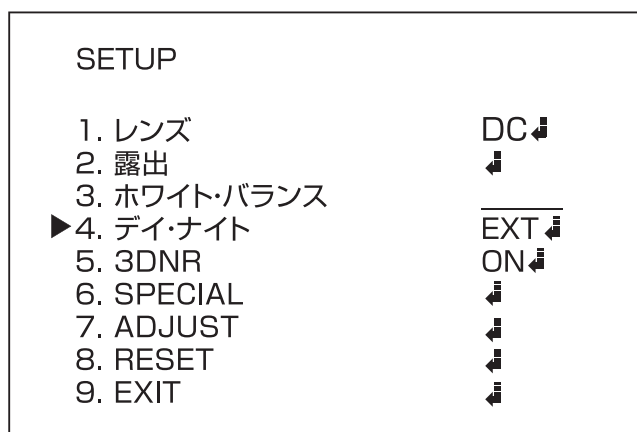 SETUP
1. レンズ DC↲
2. 露出 ↲
3. ホワイト・バランス ‾‾‾
▶4. デイ・ナイト EXT↲
5. 3DNR ON↲
6. SPECIAL ↲
7. ADJUST ↲
8. RESET ↲
9. EXIT ↲